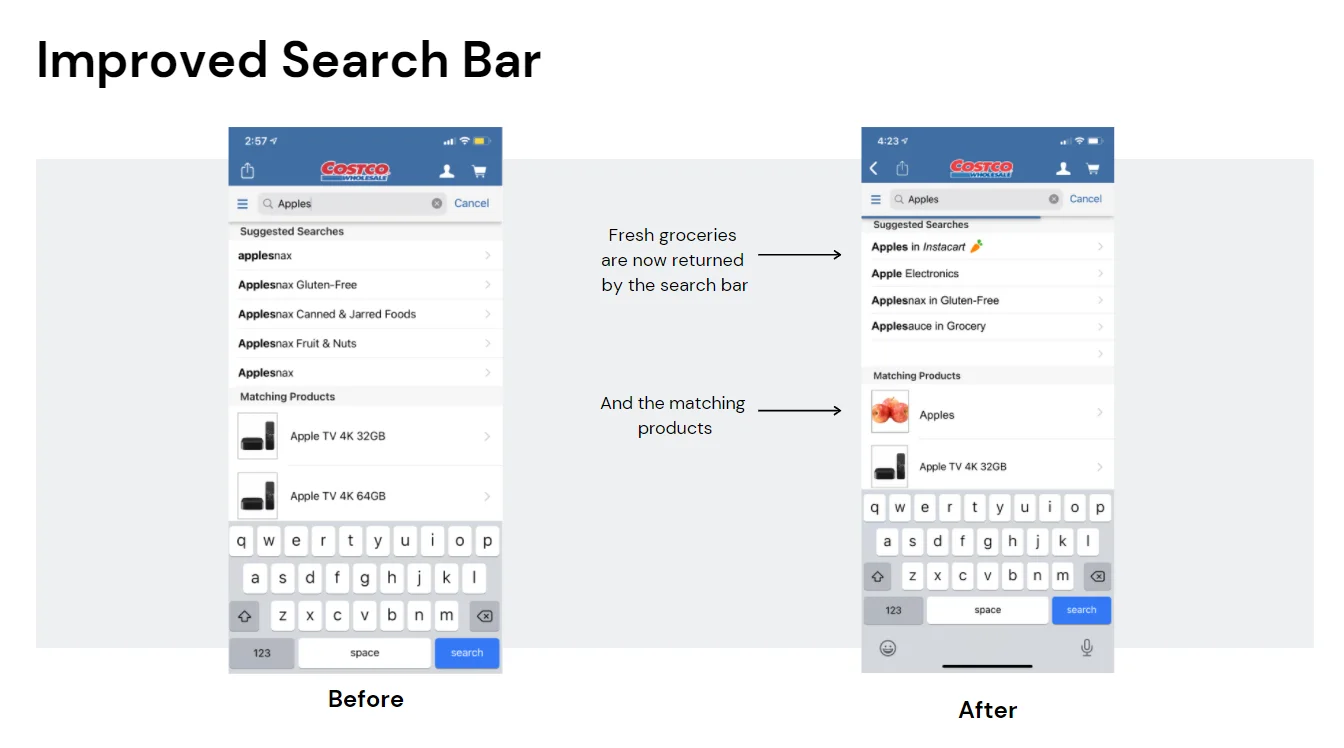 Improved Search Bar
2:57
COSTCO
WHOLESALE
Apples
Cancel
Suggested Searches
applesnax
Applesnax Gluten-Free
Applesnax Canned & Jarred Foods
Applesnax Fruit & Nuts
Applesnax
Matching Products
Apple TV 4K 32GB
Apple TV 4K 64GB
q w e r t y u i o p
a s d f g h j k l
z x c v b n m
123 space search
Before
Fresh groceries
are now returned
by the search bar
And the matching
products
4:23
COSTCO
WHOLESALE
Apples
Cancel
Suggested Searches
Apples in Instacart 🥕
Apple Electronics
Applesnax in Gluten-Free
Applesauce in Grocery
Matching Products
Apples
Apple TV 4K 32GB
q w e r t y u i o p
a s d f g h j k l
z x c v b n m
123 space search
After